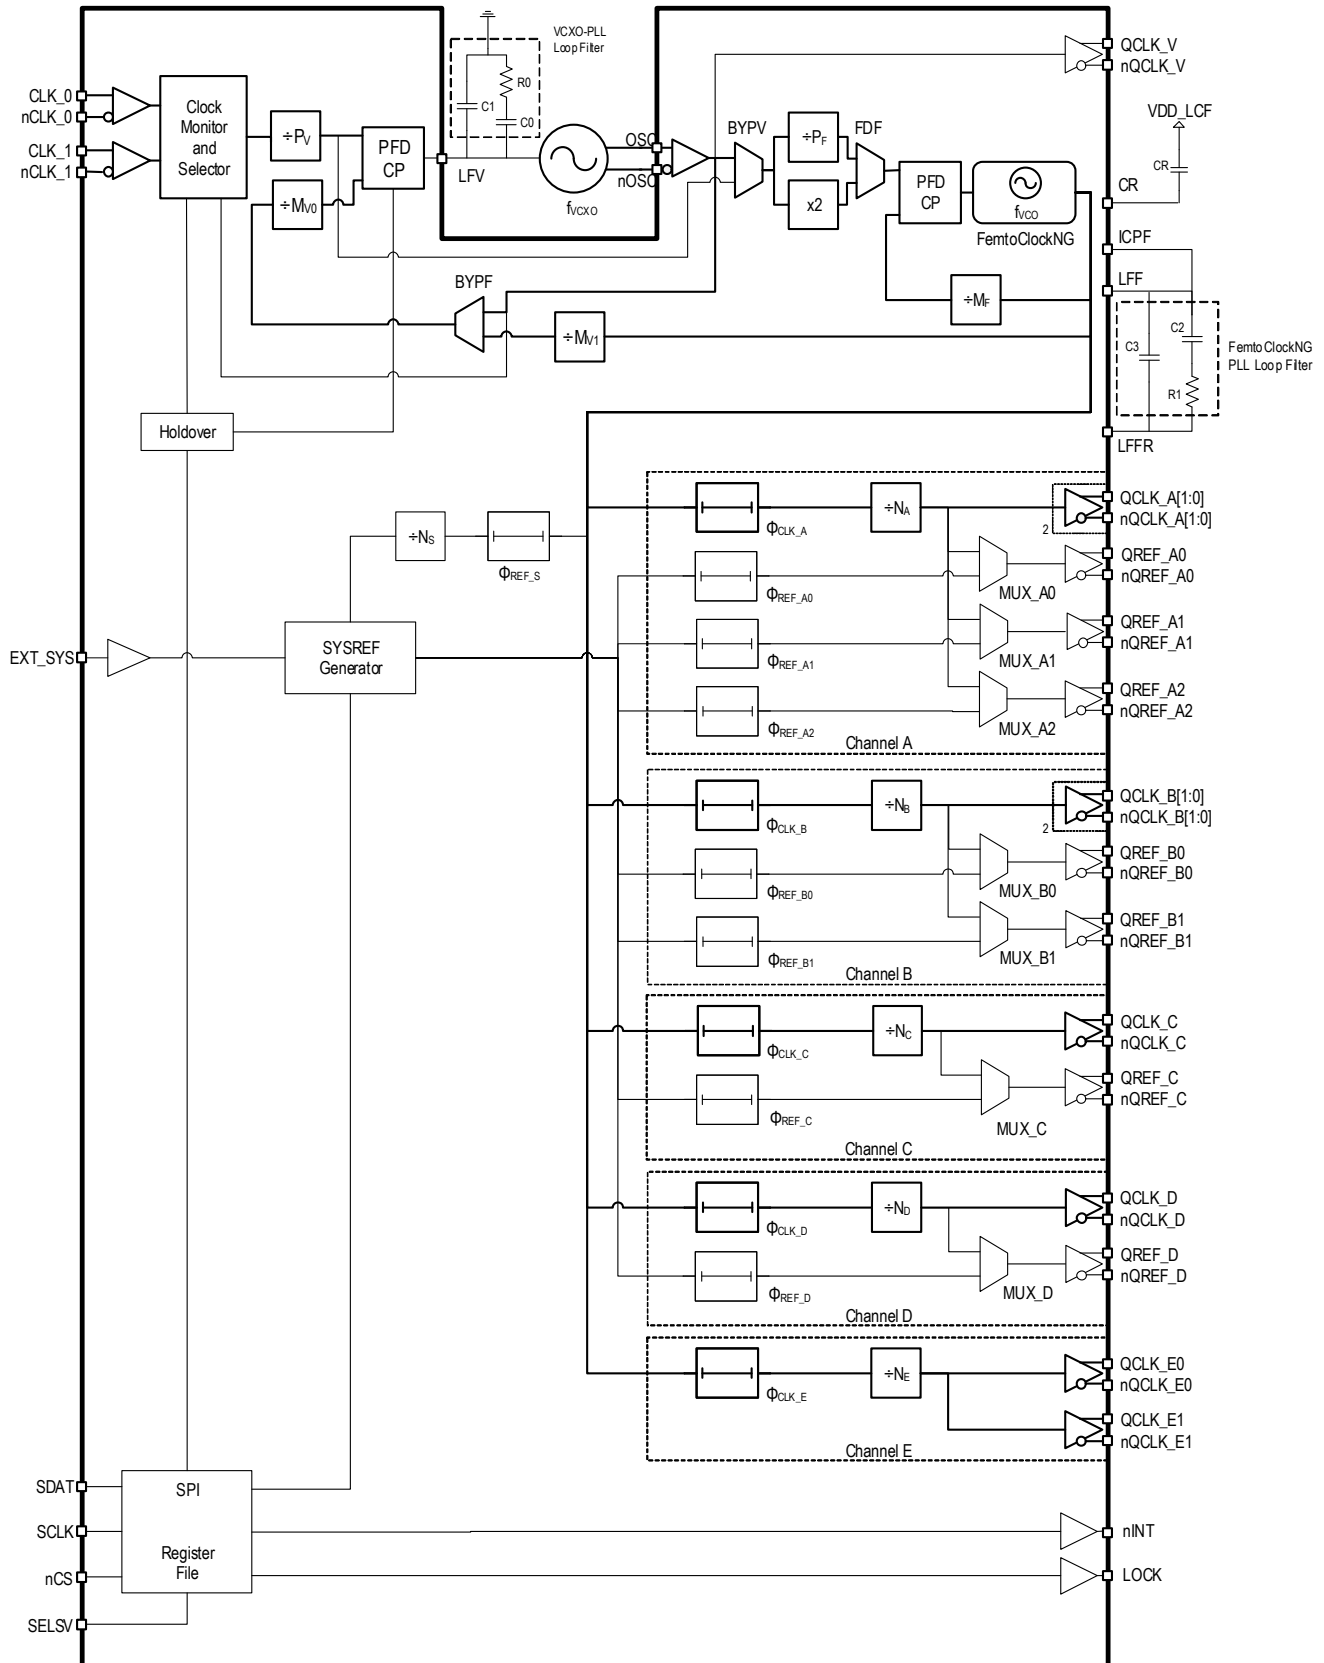 VCXO-PLL
Loop Filter
R0
C1
C0
QCLK_V
nQCLK_V
CLK_0
nCLK_0
CLK_1
nCLK_1
Clock
Monitor
and
Selector
÷PV
PFD
CP
÷MV0
LFV
fVCXO
OSC
nOSC
BYPV
÷PF
x2
FDF
PFD
CP
fVCO
FemtoClockNG
VDD_LCF
CR
CR
ICPF
LFF
BYPF
÷MV1
÷MF
C3
C2
R1
FemtoClockNG
PLL Loop Filter
LFFR
Holdover
÷NS
ΦREF_S
EXT_SYS
SYSREF
Generator
ΦCLK_A
÷NA
2
QCLK_A[1:0]
nQCLK_A[1:0]
ΦREF_A0
MUX_A0
QREF_A0
nQREF_A0
ΦREF_A1
MUX_A1
QREF_A1
nQREF_A1
ΦREF_A2
MUX_A2
QREF_A2
nQREF_A2
Channel A
ΦCLK_B
÷NB
2
QCLK_B[1:0]
nQCLK_B[1:0]
ΦREF_B0
MUX_B0
QREF_B0
nQREF_B0
ΦREF_B1
MUX_B1
QREF_B1
nQREF_B1
Channel B
ΦCLK_C
÷NC
QCLK_C
nQCLK_C
ΦREF_C
MUX_C
QREF_C
nQREF_C
Channel C
ΦCLK_D
÷ND
QCLK_D
nQCLK_D
ΦREF_D
MUX_D
QREF_D
nQREF_D
Channel D
ΦCLK_E
÷NE
QCLK_E0
nQCLK_E0
QCLK_E1
nQCLK_E1
Channel E
SDAT
SCLK
nCS
SELSV
SPI
Register
File
nINT
LOCK